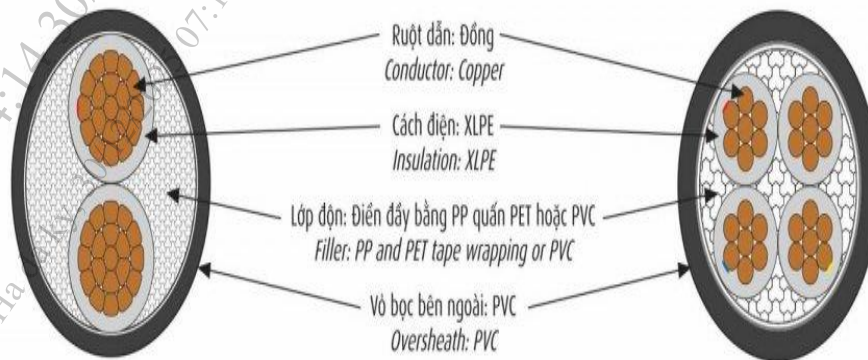 Ruột dẫn: Đồng
Conductor: Copper
Cách điện: XLPE
Insulation: XLPE
Lớp độn: Điền đầy bằng PP quấn PET hoặc PVC
Filler: PP and PET tape wrapping or PVC
Vỏ bọc bên ngoài: PVC
Oversheath: PVC